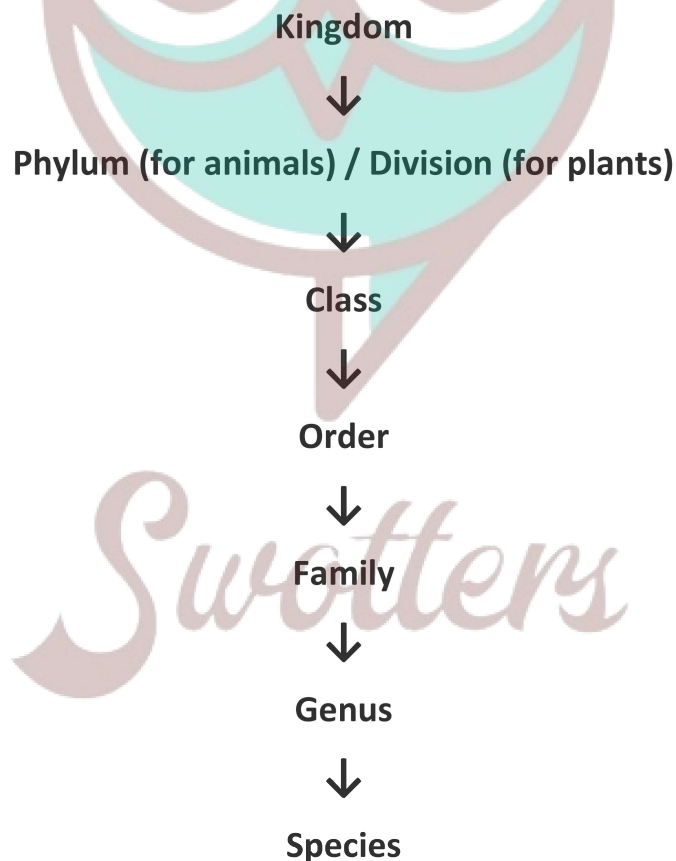 Kingdom
↓
Phylum (for animals) / Division (for plants)
↓
Class
↓
Order
↓
Swotters
Family
↓
Genus
↓
Species